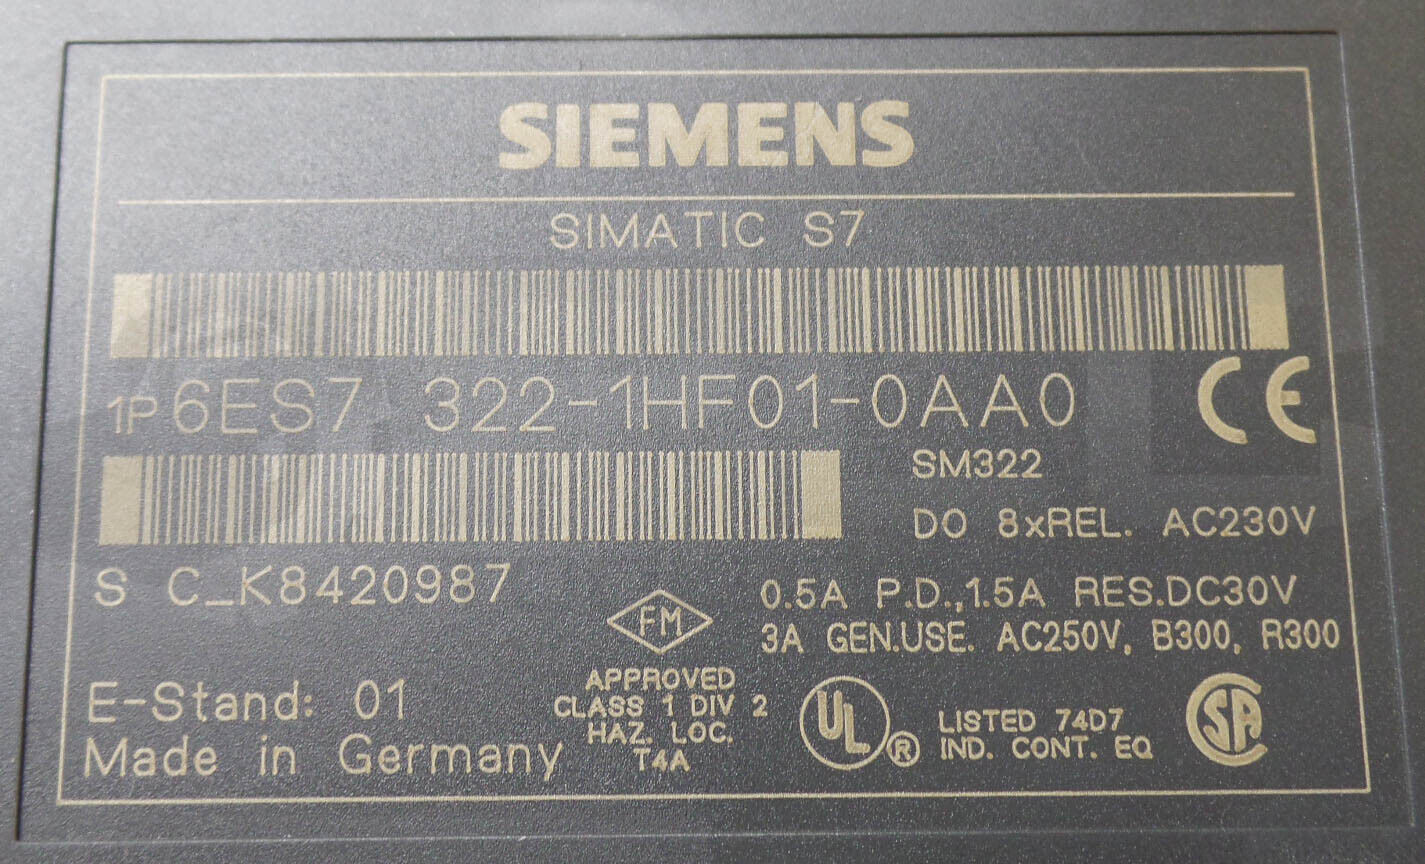 SIEMENS
SIMATIC S7
1P 6ES7 322-1HF01-0AA0
CE
SM322
DO 8xREL. AC230V
S C_K8420987
0.5A P.D.,1.5A RES.DC30V
3A GEN.USE. AC250V, B300, R300
FM
APPROVED
CLASS 1 DIV 2
HAZ. LOC.
T4A
E-Stand: 01
Made in Germany
UL ®
LISTED 74D7
IND. CONT. EQ
SA